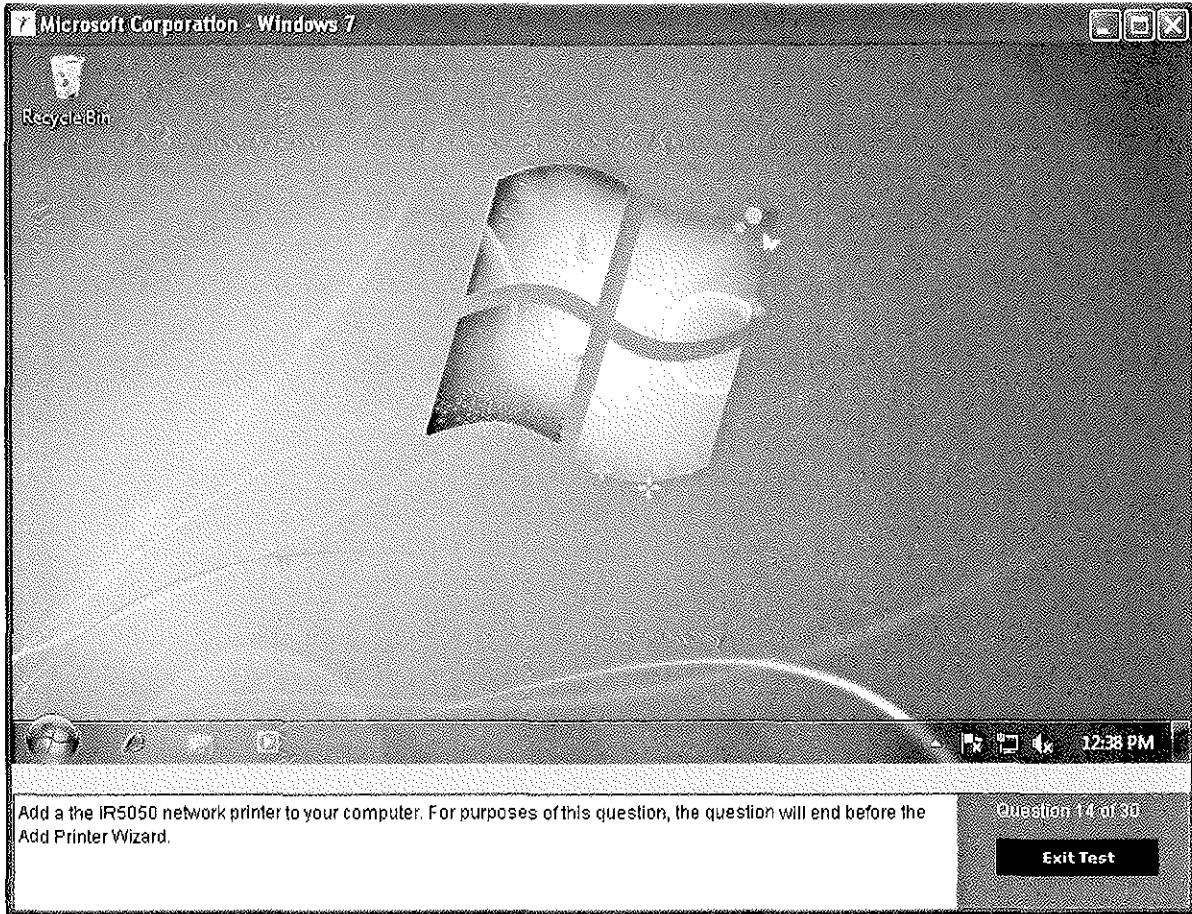 Microsoft Corporation - Windows 7
Recycle Bin
12:38 PM
Add a the iR5050 network printer to your computer. For purposes of this question, the question will end before the
Add Printer Wizard.
Question 14 of 30
Exit Test